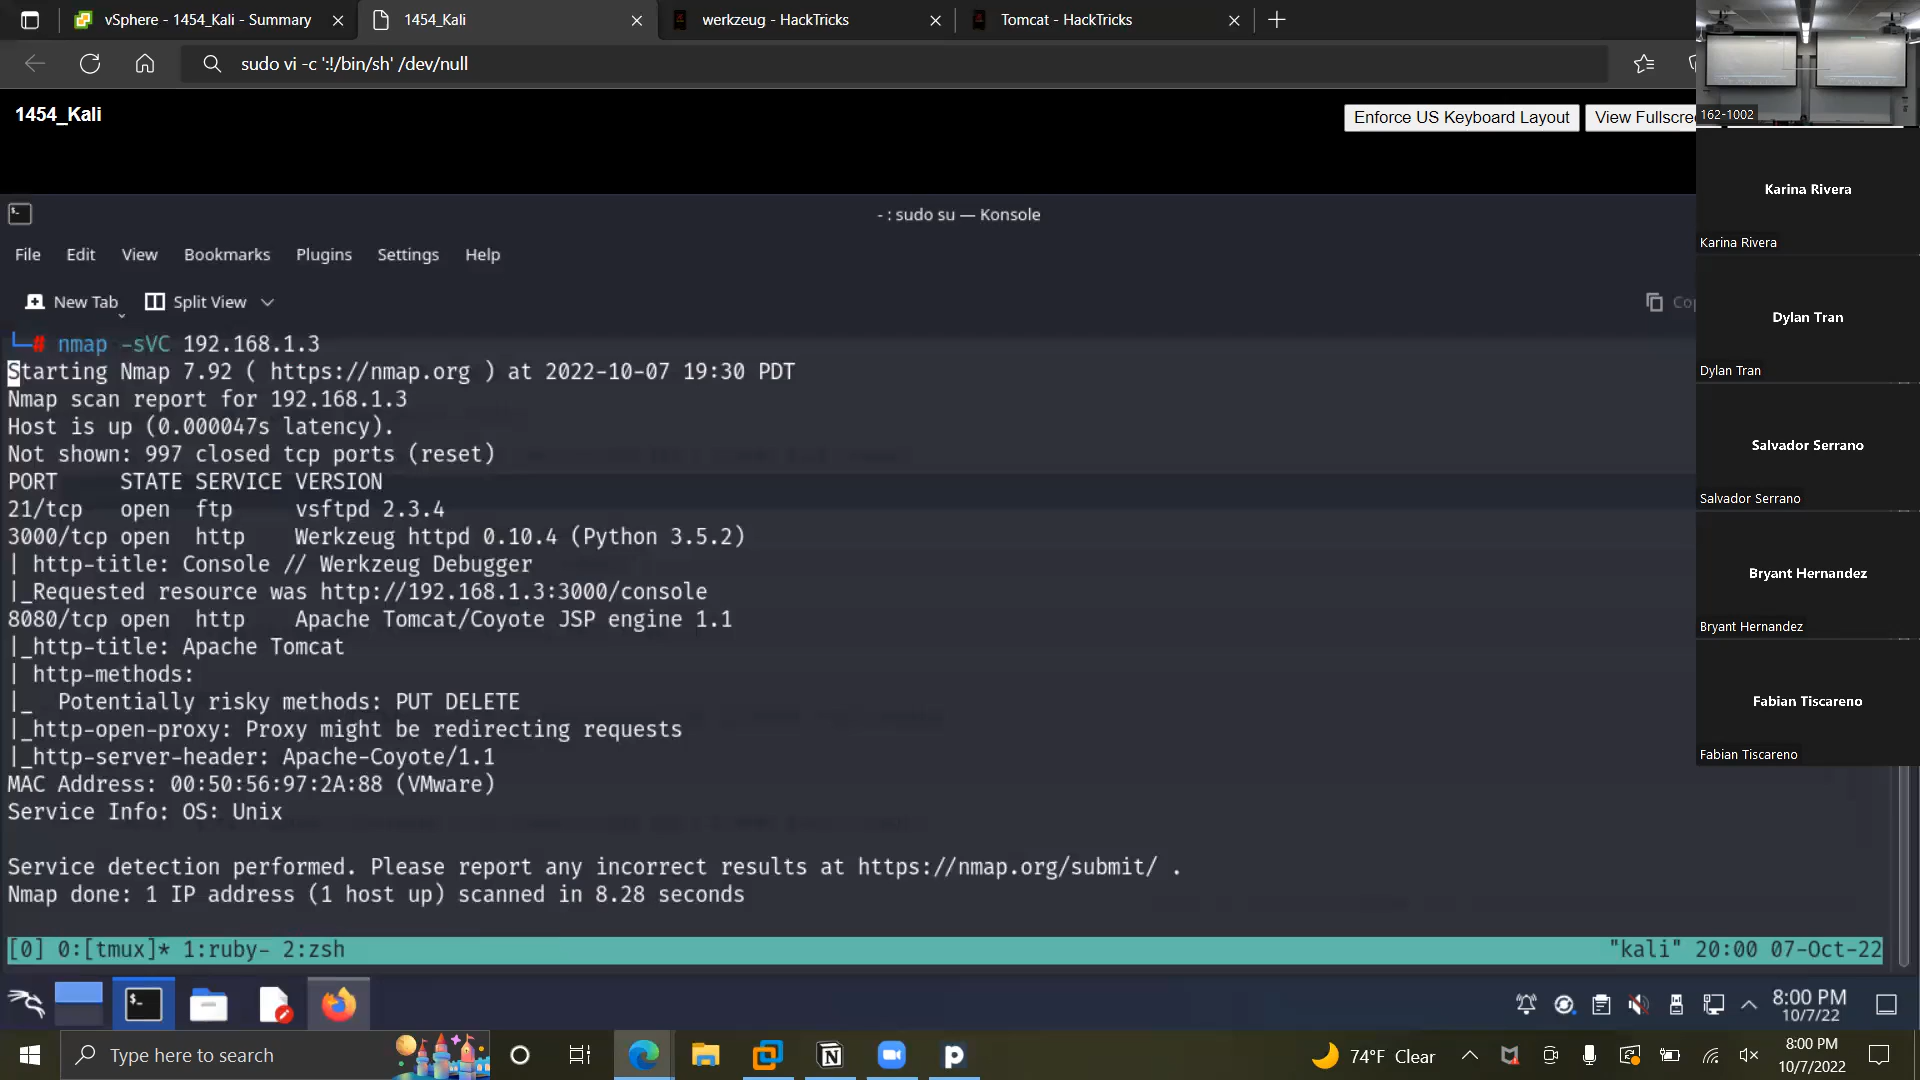 vSphere - 1454_Kali - Summary
1454_Kali
werkzeug - HackTricks
Tomcat - HackTricks
sudo vi -c ':!/bin/sh' /dev/null
1454_Kali
Enforce US Keyboard Layout
View Fullscre
162-1002
Karina Rivera
Karina Rivera
Dylan Tran
Dylan Tran
Salvador Serrano
Salvador Serrano
Bryant Hernandez
Bryant Hernandez
Fabian Tiscareno
Fabian Tiscareno
- : sudo su — Konsole
File Edit View Bookmarks Plugins Settings Help
New Tab Split View
Co
└─# nmap -sVC 192.168.1.3
Starting Nmap 7.92 ( https://nmap.org ) at 2022-10-07 19:30 PDT
Nmap scan report for 192.168.1.3
Host is up (0.000047s latency).
Not shown: 997 closed tcp ports (reset)
PORT     STATE SERVICE VERSION
21/tcp   open  ftp     vsftpd 2.3.4
3000/tcp open  http    Werkzeug httpd 0.10.4 (Python 3.5.2)
| http-title: Console // Werkzeug Debugger
|_Requested resource was http://192.168.1.3:3000/console
8080/tcp open  http    Apache Tomcat/Coyote JSP engine 1.1
|_http-title: Apache Tomcat
| http-methods:
|_  Potentially risky methods: PUT DELETE
|_http-open-proxy: Proxy might be redirecting requests
|_http-server-header: Apache-Coyote/1.1
MAC Address: 00:50:56:97:2A:88 (VMware)
Service Info: OS: Unix
Service detection performed. Please report any incorrect results at https://nmap.org/submit/ .
Nmap done: 1 IP address (1 host up) scanned in 8.28 seconds
[0] 0:[tmux]* 1:ruby- 2:zsh
"kali" 20:00 07-Oct-22
8:00 PM
10/7/22
Type here to search
74°F Clear
8:00 PM
10/7/2022